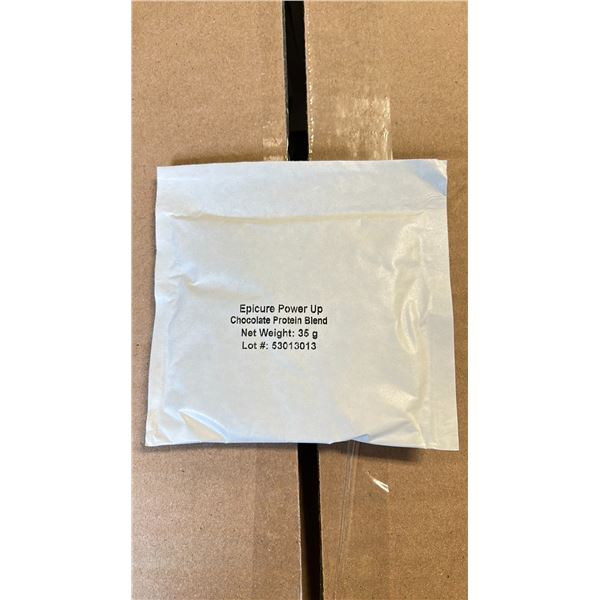 Epicure Power Up
Chocolate Protein Blend
Net Weight: 35 g
Lot #: 53013013